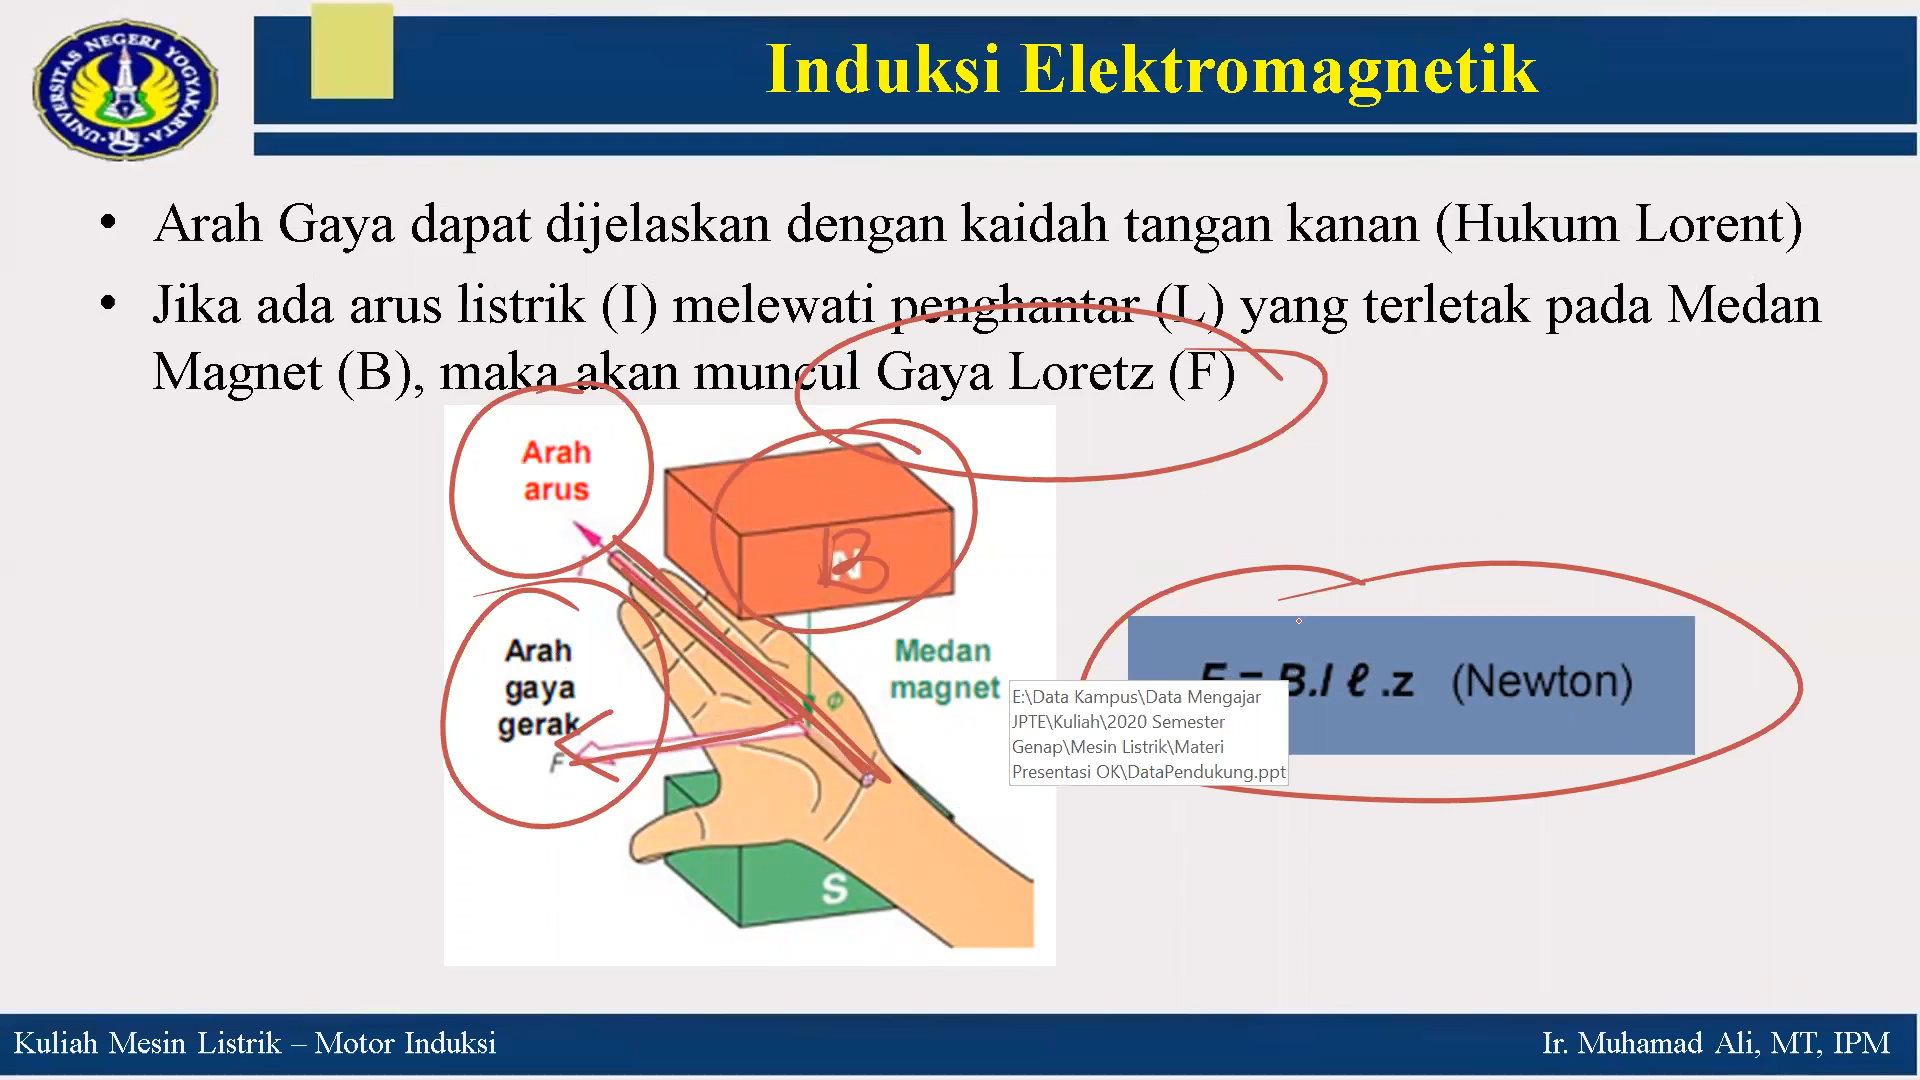 UNIVERSITAS NEGERI YOGYAKARTA
Induksi Elektromagnetik
• Arah Gaya dapat dijelaskan dengan kaidah tangan kanan (Hukum Lorent)
• Jika ada arus listrik (I) melewati penghantar (L) yang terletak pada Medan
Magnet (B), maka akan muncul Gaya Loretz (F)
Arah
arus
I
N
B
Arah
gaya
gerak
F
Medan
magnet
Φ
S
F = B.I ℓ .z (Newton)
E:\Data Kampus\Data Mengajar
JPTE\Kuliah\2020 Semester
Genap\Mesin Listrik\Materi
Presentasi OK\DataPendukung.ppt
Kuliah Mesin Listrik – Motor Induksi
Ir. Muhamad Ali, MT, IPM